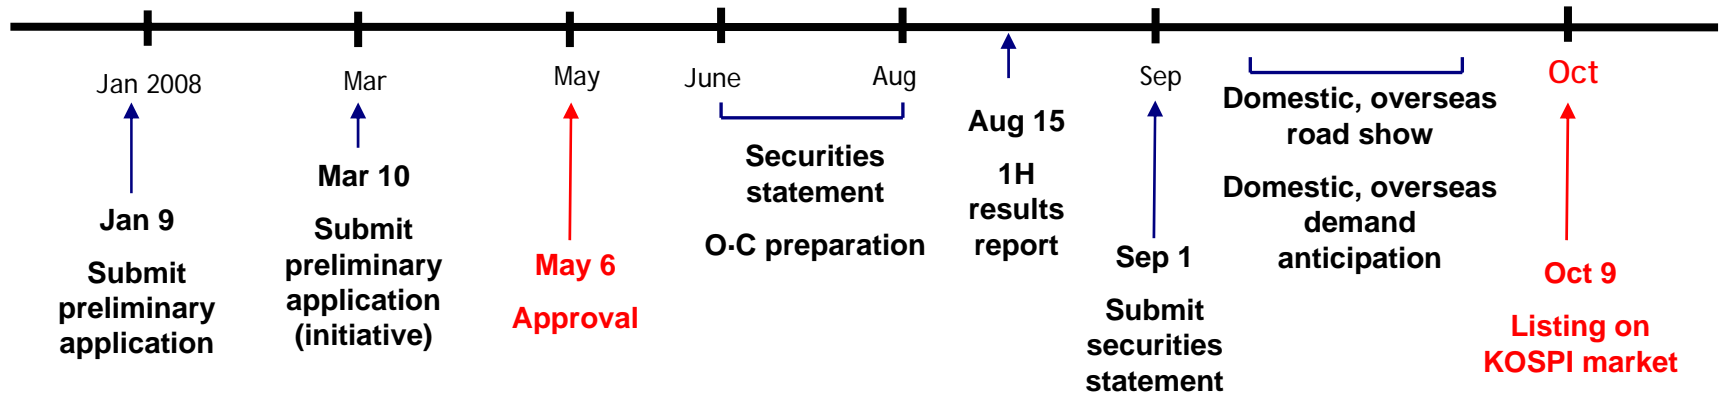 Jan 2008
Mar
May
June
Aug
Sep
Oct
Jan 9
Submit
preliminary
application
Mar 10
Submit
preliminary
application
(initiative)
May 6
Approval
Securities
statement
O·C preparation
Aug 15
1H
results
report
Sep 1
Submit
securities
statement
Domestic, overseas
road show
Domestic, overseas
demand
anticipation
Oct 9
Listing on
KOSPI market